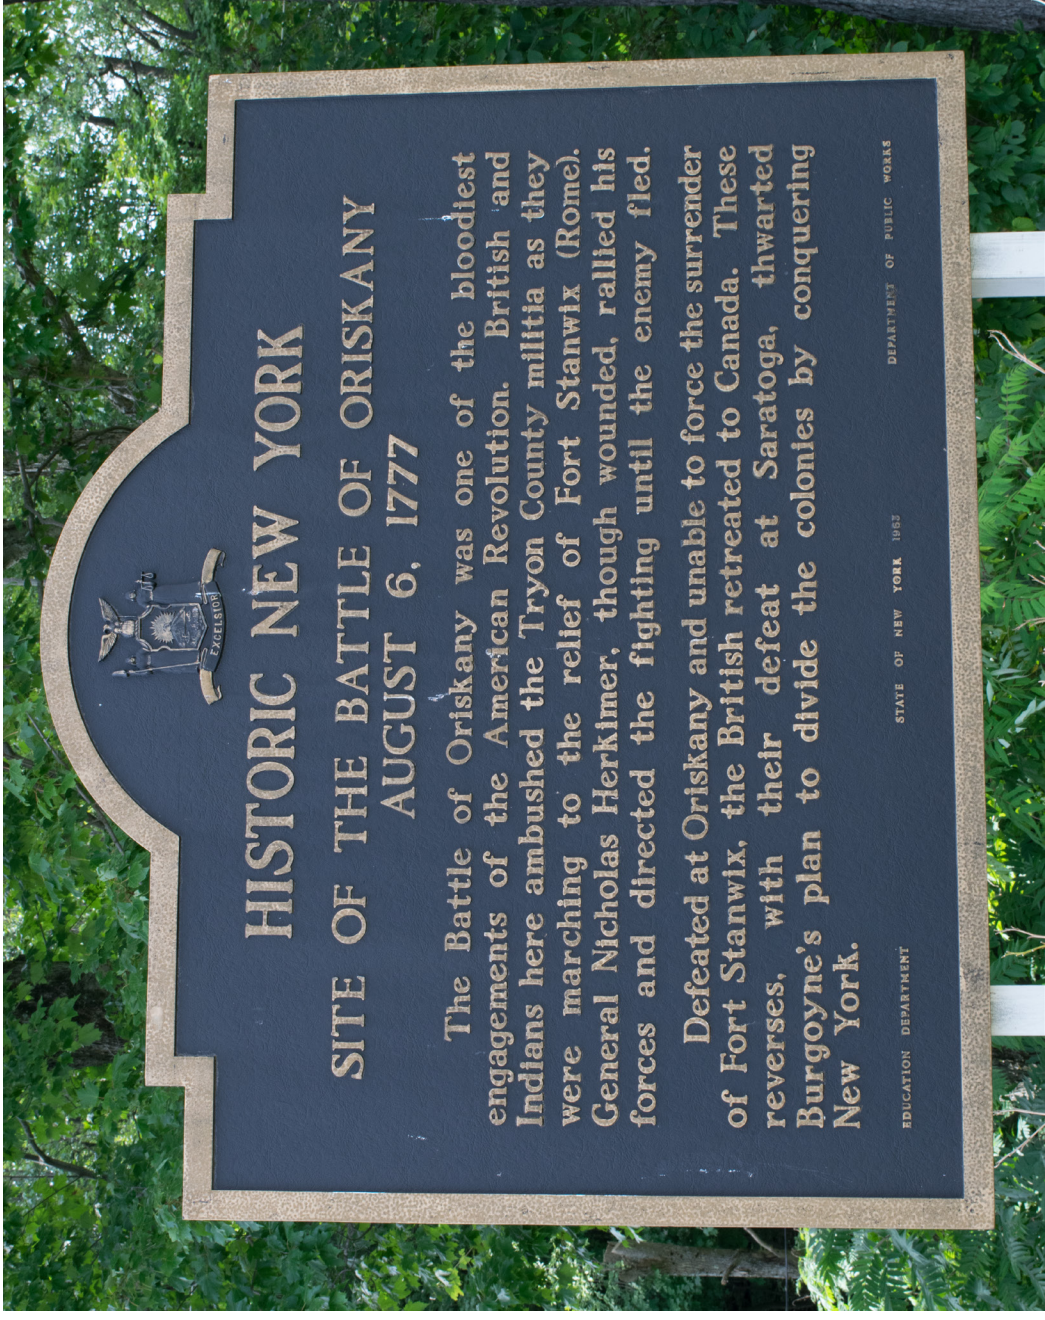 EXCELSIOR
HISTORIC NEW YORK
SITE OF THE BATTLE OF ORISKANY
AUGUST 6, 1777
The Battle of Oriskany was one of the bloodiest
engagements of the American Revolution. British and
Indians here ambushed the Tryon County militia as they
were marching to the relief of Fort Stanwix (Rome).
General Nicholas Herkimer, though wounded, rallied his
forces and directed the fighting until the enemy fled.
Defeated at Oriskany and unable to force the surrender
of Fort Stanwix, the British retreated to Canada. These
reverses, with their defeat at Saratoga, thwarted
Burgoyne's plan to divide the colonies by conquering
New York.
EDUCATION DEPARTMENT STATE OF NEW YORK 1963 DEPARTMENT OF PUBLIC WORKS